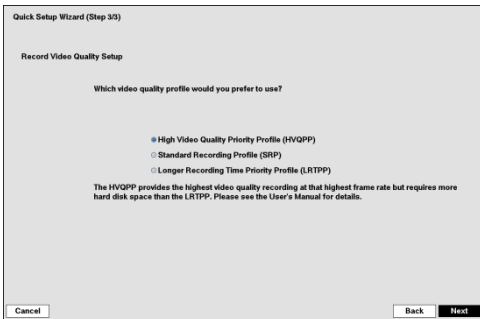 Quick Setup Wizard (Step 3/3)
Record Video Quality Setup
Which video quality profile would you prefer to use?
High Video Quality Priority Profile (HVQPP)
Standard Recording Profile (SRP)
Longer Recording Time Priority Profile (LRTPP)
The HVQPP provides the highest video quality recording at that highest frame rate but requires more
hard disk space than the LRTPP. Please see the User's Manual for details.
Cancel
Back
Next